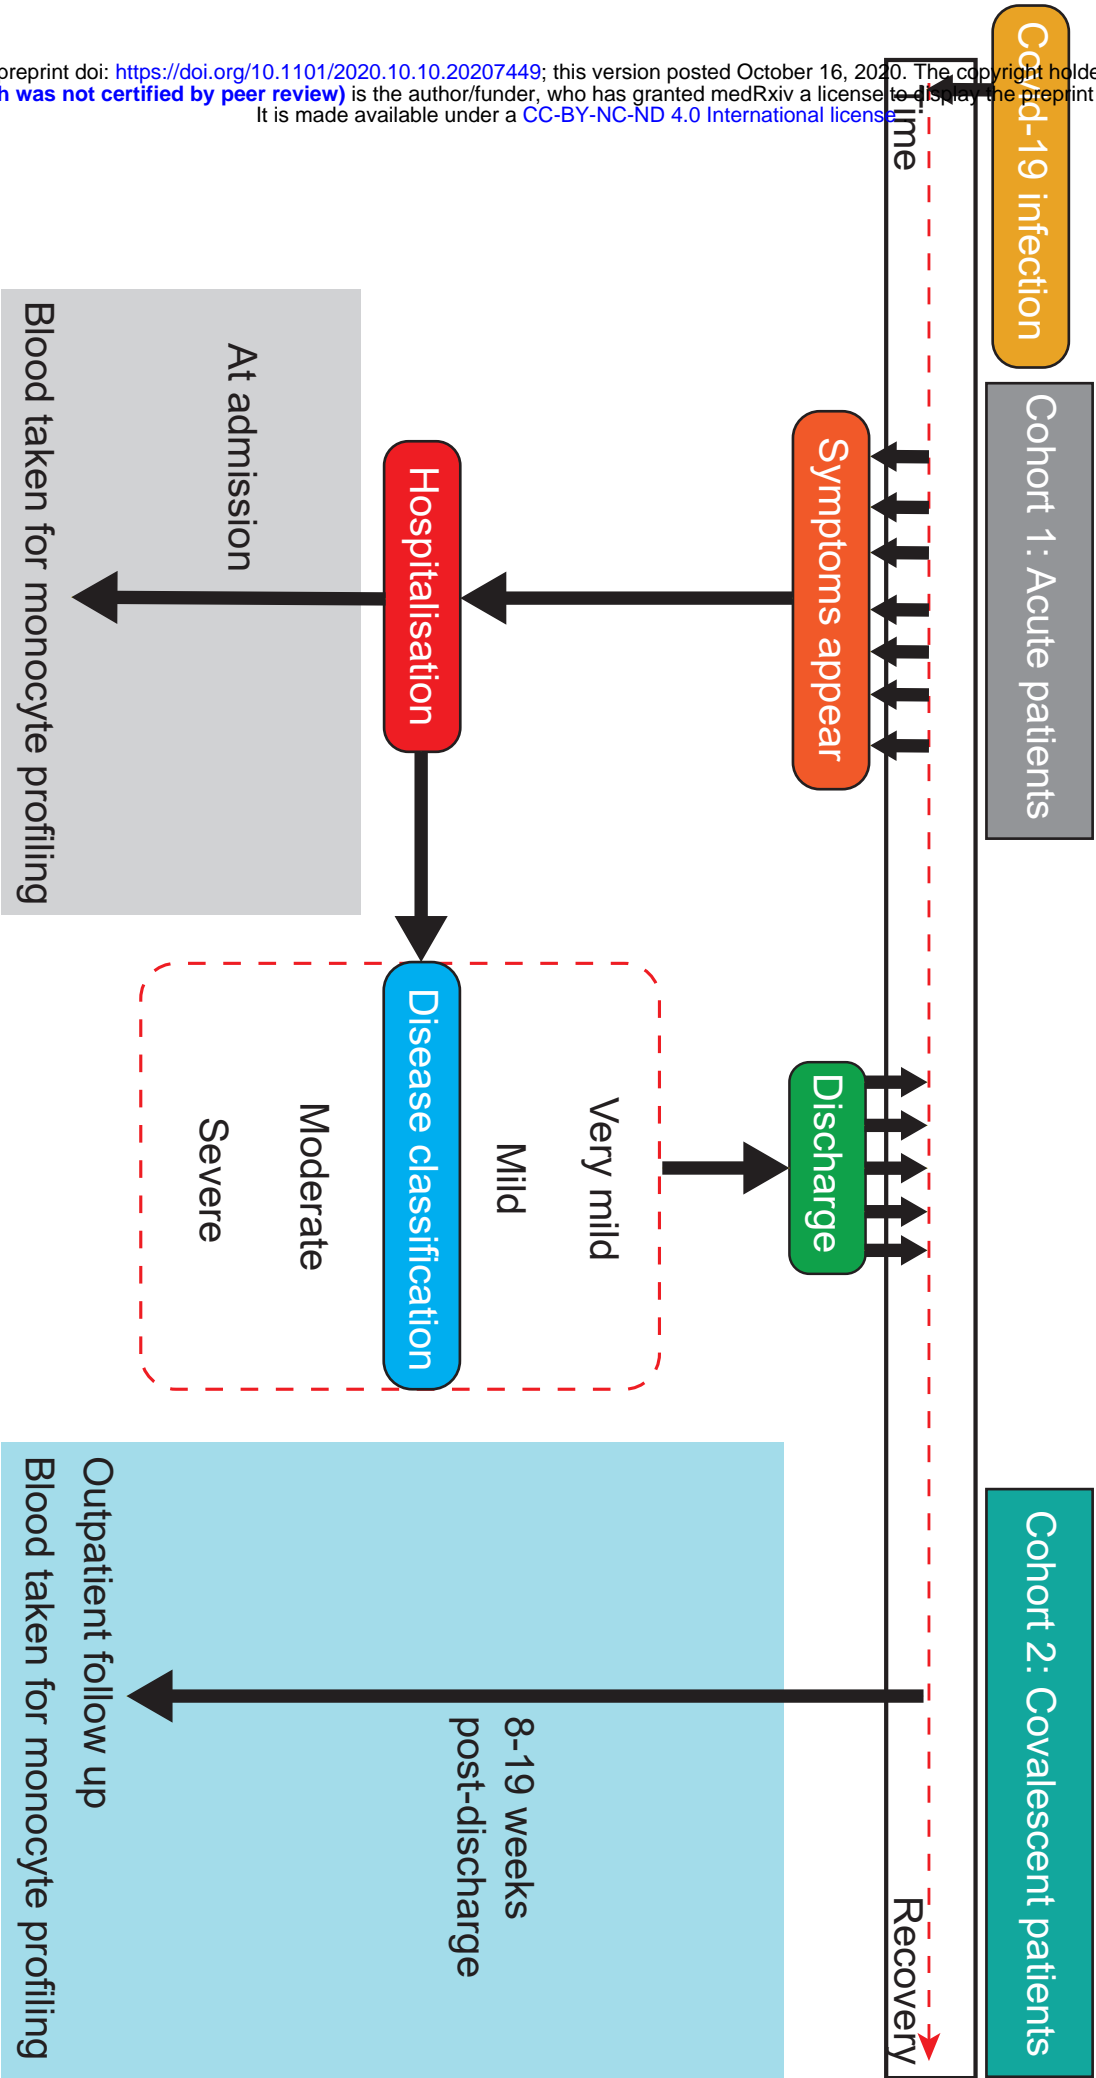 preprint doi: https://doi.org/10.1101/2020.10.10.20207449; this version posted October 16, 2020. The copyright holde
was not certified by peer review) is the author/funder, who has granted medRxiv a license to display the preprint
It is made available under a CC-BY-NC-ND 4.0 International license
Covid-19 infection
Cohort 1: Acute patients
Cohort 2: Covalescent patients
Time
Recovery
Symptoms appear
Discharge
Hospitalisation
Very mild
Mild
Disease classification
Moderate
Severe
8-19 weeks
post-discharge
At admission
Blood taken for monocyte profiling
Outpatient follow up
Blood taken for monocyte profiling